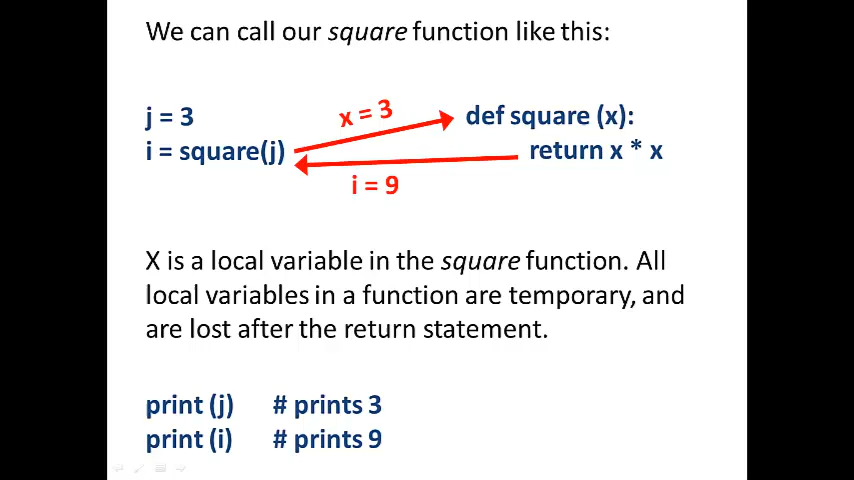 We can call our square function like this:
j = 3
x = 3
def square (x):
i = square(j)
return x * x
i = 9
X is a local variable in the square function. All
local variables in a function are temporary, and
are lost after the return statement.
print (j) # prints 3
print (i) # prints 9